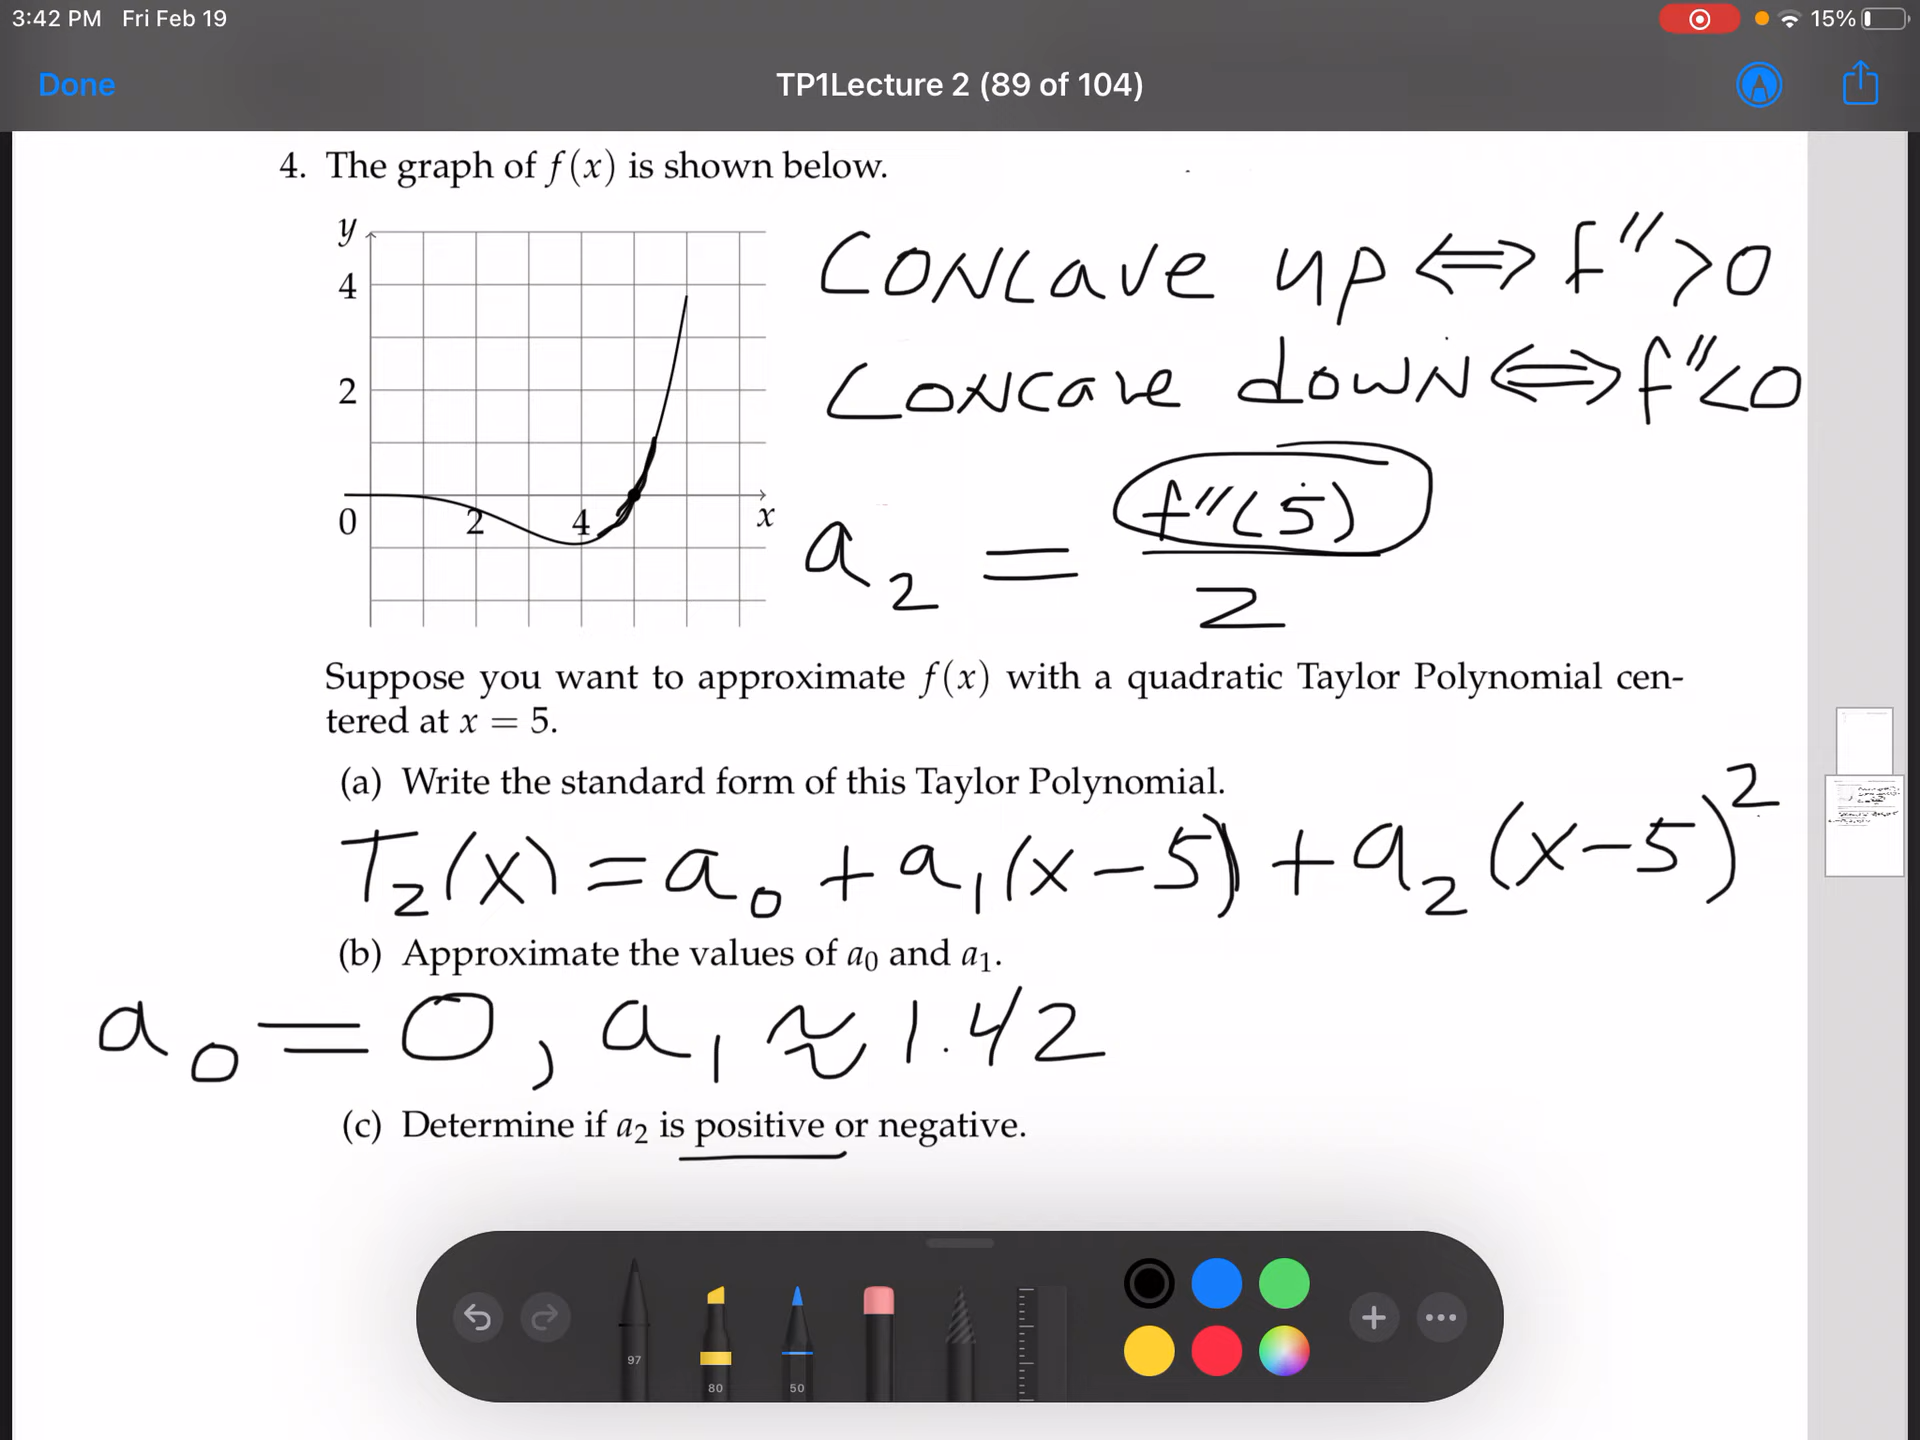 3:42 PM Fri Feb 19
15%
Done
TP1Lecture 2 (89 of 104)
4. The graph of f(x) is shown below.
y
4
2
0
2
4
x
CONCave up ⟺ f″>0
CONCave dowN ⟺ f″<0
a₂ = f″(5)
2
Suppose you want to approximate f(x) with a quadratic Taylor Polynomial cen-
tered at x = 5.
(a) Write the standard form of this Taylor Polynomial.
T₂(x) = a₀ + a₁(x−5) + a₂(x−5)²
(b) Approximate the values of a₀ and a₁.
a₀ = 0, a₁ ≈ 1.42
(c) Determine if a₂ is positive or negative.
97
80
50